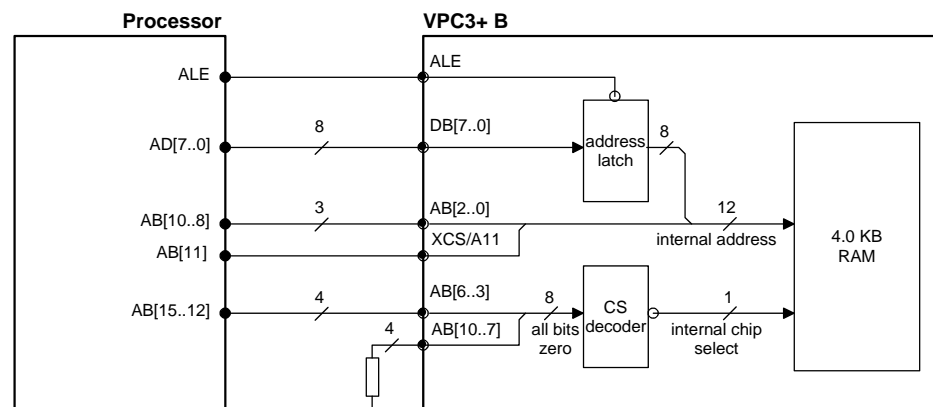 Processor
VPC3+ B
ALE
ALE
AD[7..0]
8
DB[7..0]
address
latch
8
AB[10..8]
3
AB[2..0]
12
internal address
AB[11]
XCS/A11
4.0 KB
RAM
AB[15..12]
4
AB[6..3]
8
all bits
zero
CS
decoder
1
internal chip
select
4
AB[10..7]